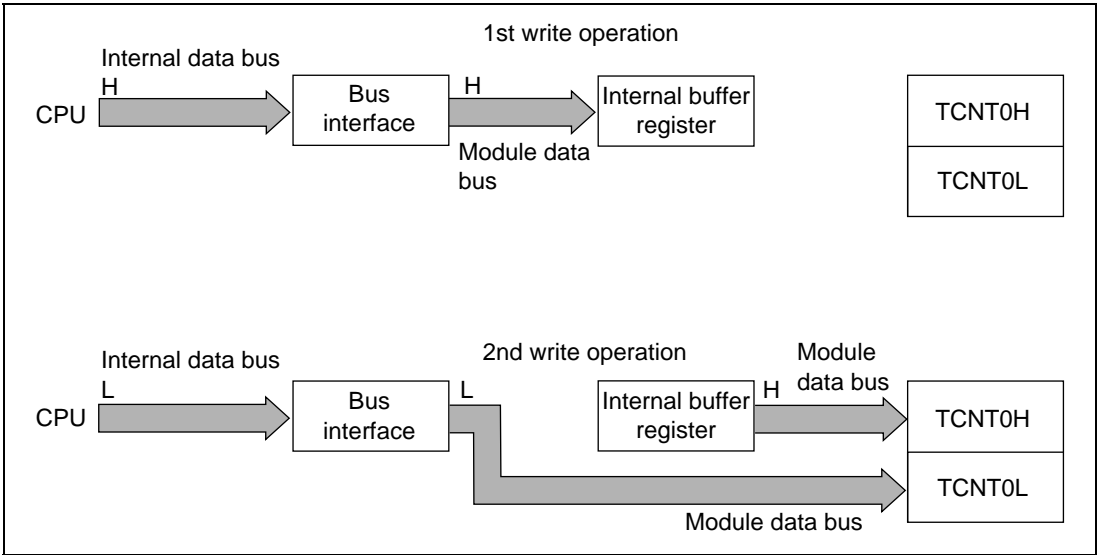 1st write operation
Internal data bus
H
CPU
Bus
interface
H
Module data
bus
Internal buffer
register
TCNT0H
TCNT0L
2nd write operation
Internal data bus
L
CPU
Bus
interface
L
Internal buffer
register
H
Module
data bus
TCNT0H
TCNT0L
Module data bus